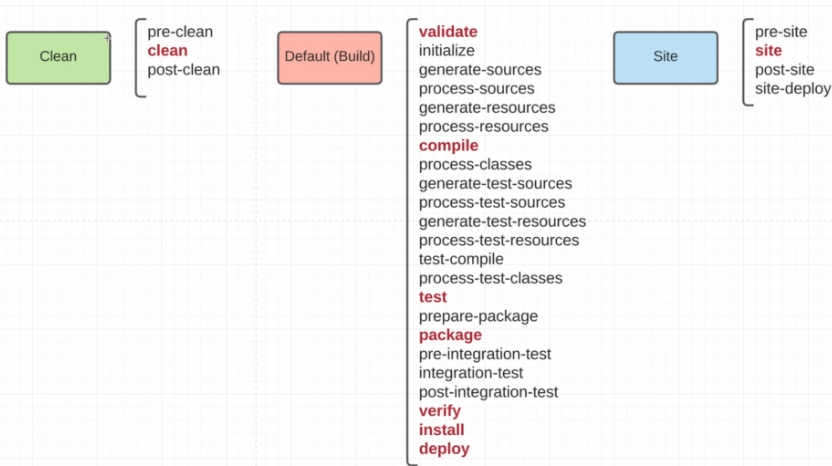 Clean
pre-clean
clean
post-clean
Default (Build)
validate
initialize
generate-sources
process-sources
generate-resources
process-resources
compile
process-classes
generate-test-sources
process-test-sources
generate-test-resources
process-test-resources
test-compile
process-test-classes
test
prepare-package
package
pre-integration-test
integration-test
post-integration-test
verify
install
deploy
Site
pre-site
site
post-site
site-deploy